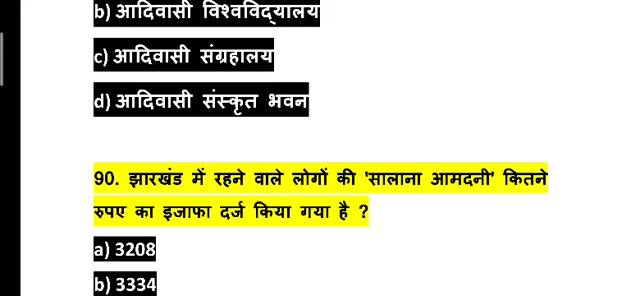 b) आदिवासी विश्वविद्यालय
c) आदिवासी संग्रहालय
d) आदिवासी संस्कृत भवन
90. झारखंड में रहने वाले लोगों की 'सालाना आमदनी' कितने
रुपए का इजाफा दर्ज किया गया है ?
a) 3208
b) 3334